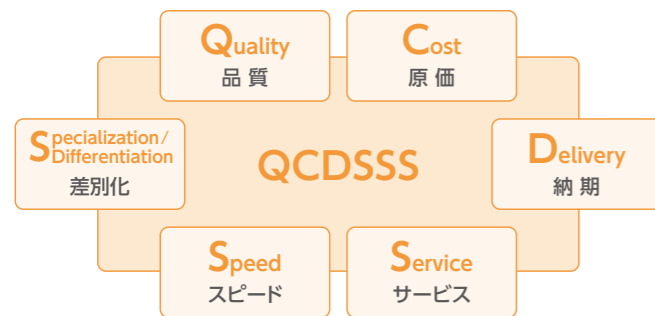 Quality
品質
Cost
原価
Specialization/
Differentiation
差別化
QCDSSS
Delivery
納期
Speed
スピード
Service
サービス